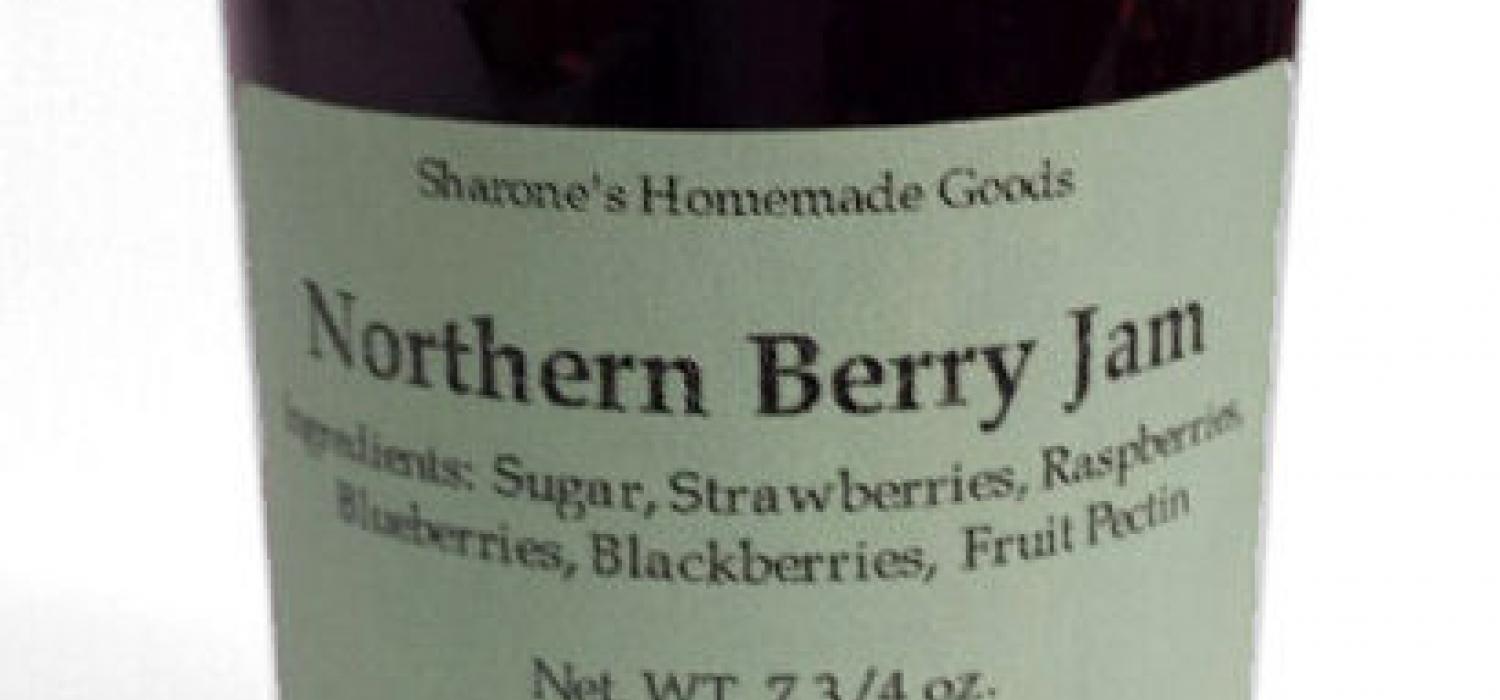 Sharone's Homemade Goods
Northern Berry Jam
Ingredients: Sugar, Strawberries, Raspberries
Blueberries, Blackberries, Fruit Pectin
Net WT 7 3/4 oz.